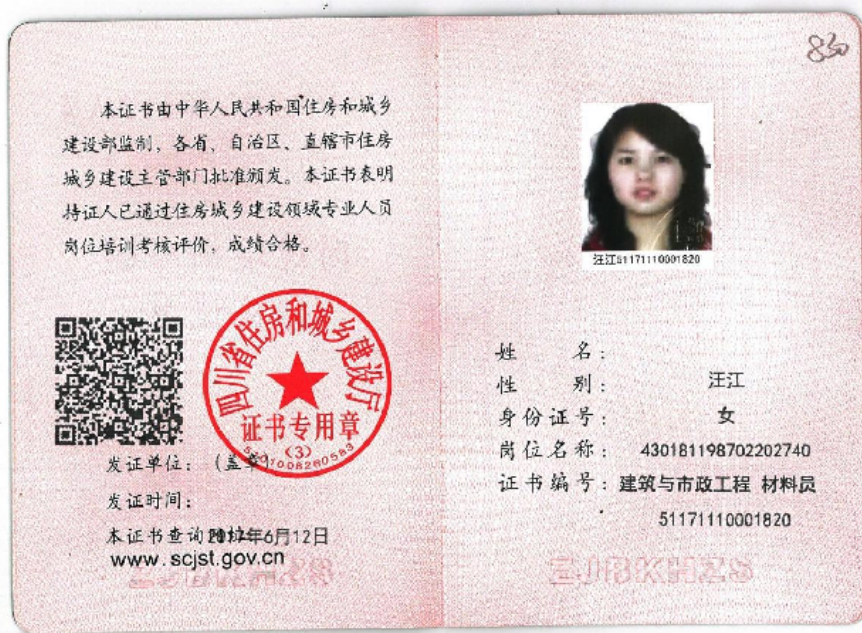 本证书由中华人民共和国住房和城乡
建设部监制，各省、自治区、直辖市住房
城乡建设主管部门批准颁发。本证书表明
持证人已通过住房城乡建设领域专业人员
岗位培训考核评价，成绩合格。
四川省住房和城乡建设厅
证书专用章
(3)
5101008260583
发证单位：（盖章）
发证时间：
本证书查询网址：
2017年6月12日
www.scjst.gov.cn
ZJBKHZS
830
汪江51171110001820
姓 名：
性 别： 汪江
身份证号： 女
岗位名称： 430181198702202740
证书编号：建筑与市政工程 材料员
51171110001820
ZJBKHZS